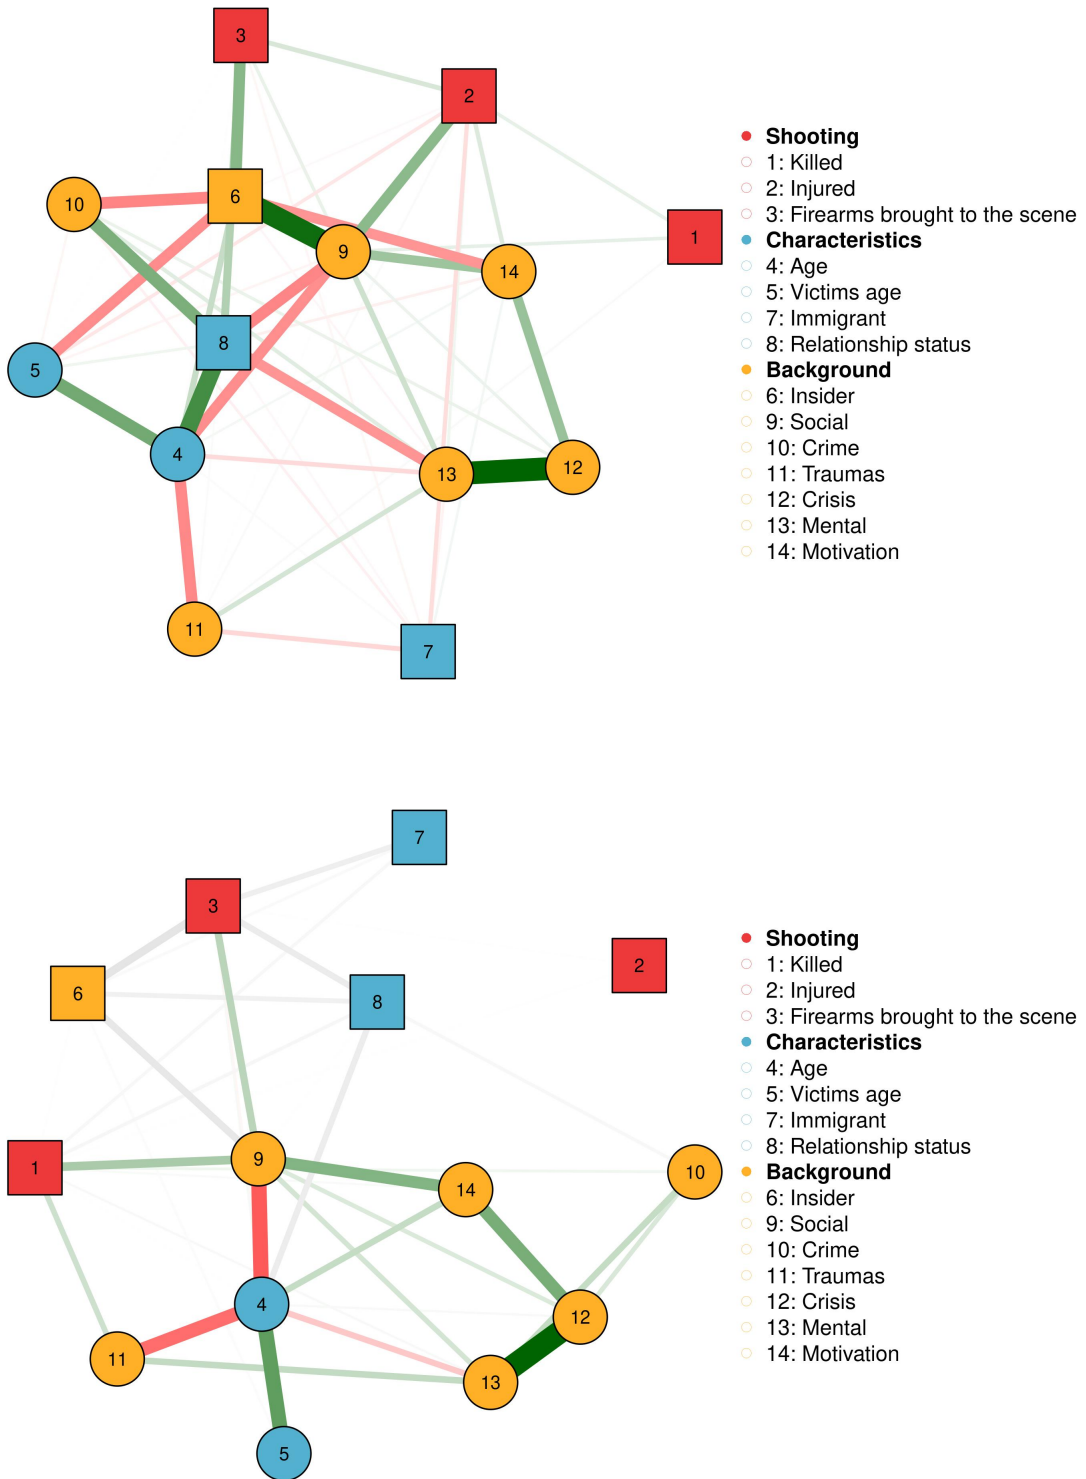 3
2
6
10
1
9
14
8
5
4
13
12
11
7
Shooting
1: Killed
2: Injured
3: Firearms brought to the scene
Characteristics
4: Age
5: Victims age
7: Immigrant
8: Relationship status
Background
6: Insider
9: Social
10: Crime
11: Traumas
12: Crisis
13: Mental
14: Motivation
7
3
2
6
8
9
1
10
14
4
12
11
13
5
Shooting
1: Killed
2: Injured
3: Firearms brought to the scene
Characteristics
4: Age
5: Victims age
7: Immigrant
8: Relationship status
Background
6: Insider
9: Social
10: Crime
11: Traumas
12: Crisis
13: Mental
14: Motivation